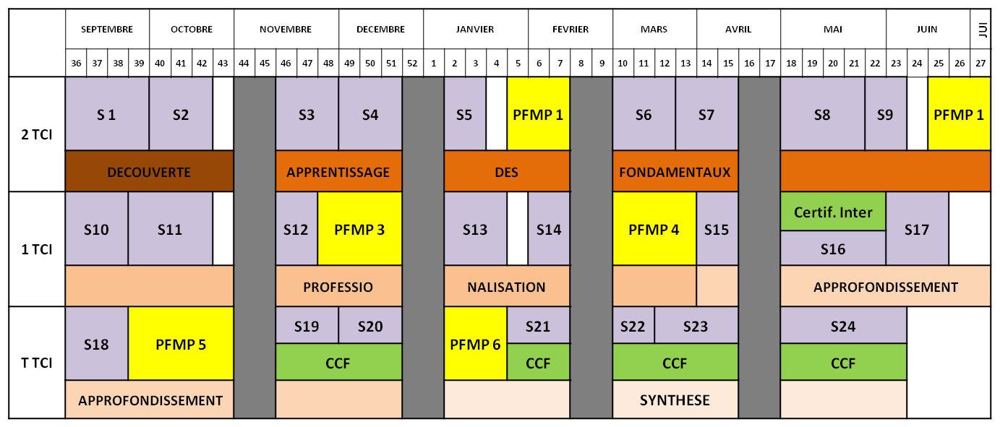 SEPTEMBRE OCTOBRE NOVEMBRE DECEMBRE JANVIER FEVRIER MARS AVRIL MAI JUIN JUI
36 37 38 39 40 41 42 43 44 45 46 47 48 49 50 51 52 1 2 3 4 5 6 7 8 9 10 11 12 13 14 15 16 17 18 19 20 21 22 23 24 25 26 27
2 TCI S 1 S2 S3 S4 S5 PFMP 1 S6 S7 S8 S9 PFMP 1
DECOUVERTE APPRENTISSAGE DES FONDAMENTAUX
1 TCI S10 S11 S12 PFMP 3 S13 S14 PFMP 4 S15 Certif. Inter S17
S16
PROFESSIO NALISATION APPROFONDISSEMENT
T TCI S18 PFMP 5 S19 S20 PFMP 6 S21 S22 S23 S24
CCF CCF CCF CCF
APPROFONDISSEMENT SYNTHESE